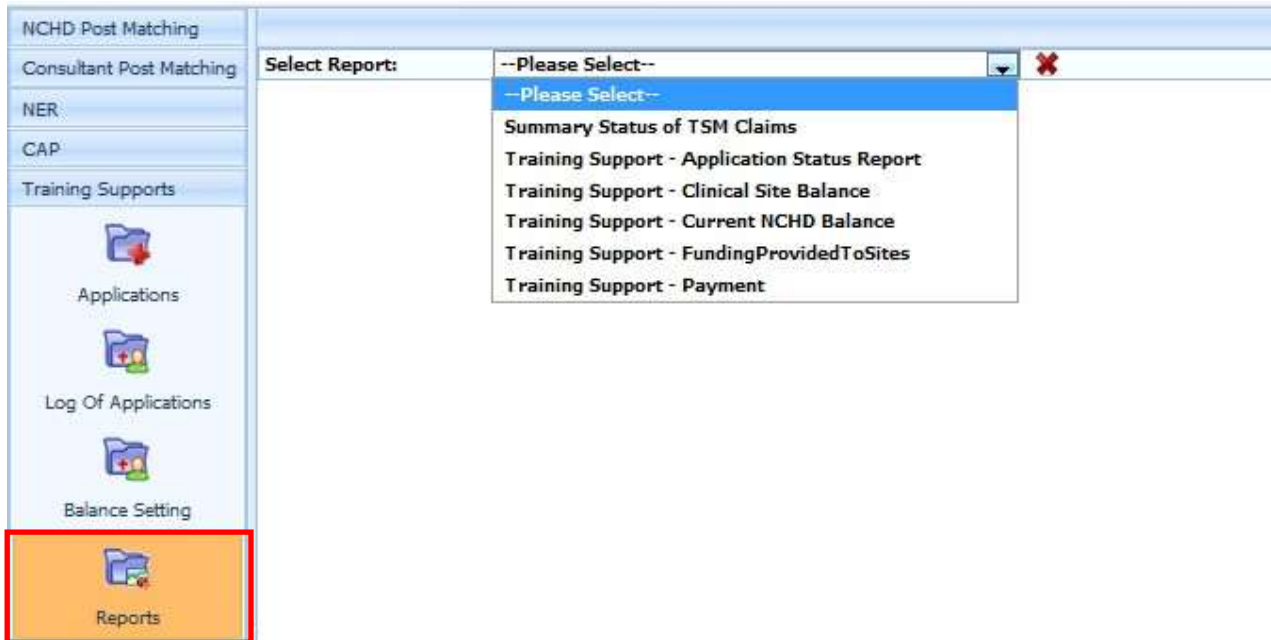 NCHD Post Matching
Consultant Post Matching
NER
CAP
Training Supports
Applications
Log Of Applications
Balance Setting
Reports
Select Report:
--Please Select--
--Please Select--
Summary Status of TSM Claims
Training Support - Application Status Report
Training Support - Clinical Site Balance
Training Support - Current NCHD Balance
Training Support - FundingProvidedToSites
Training Support - Payment